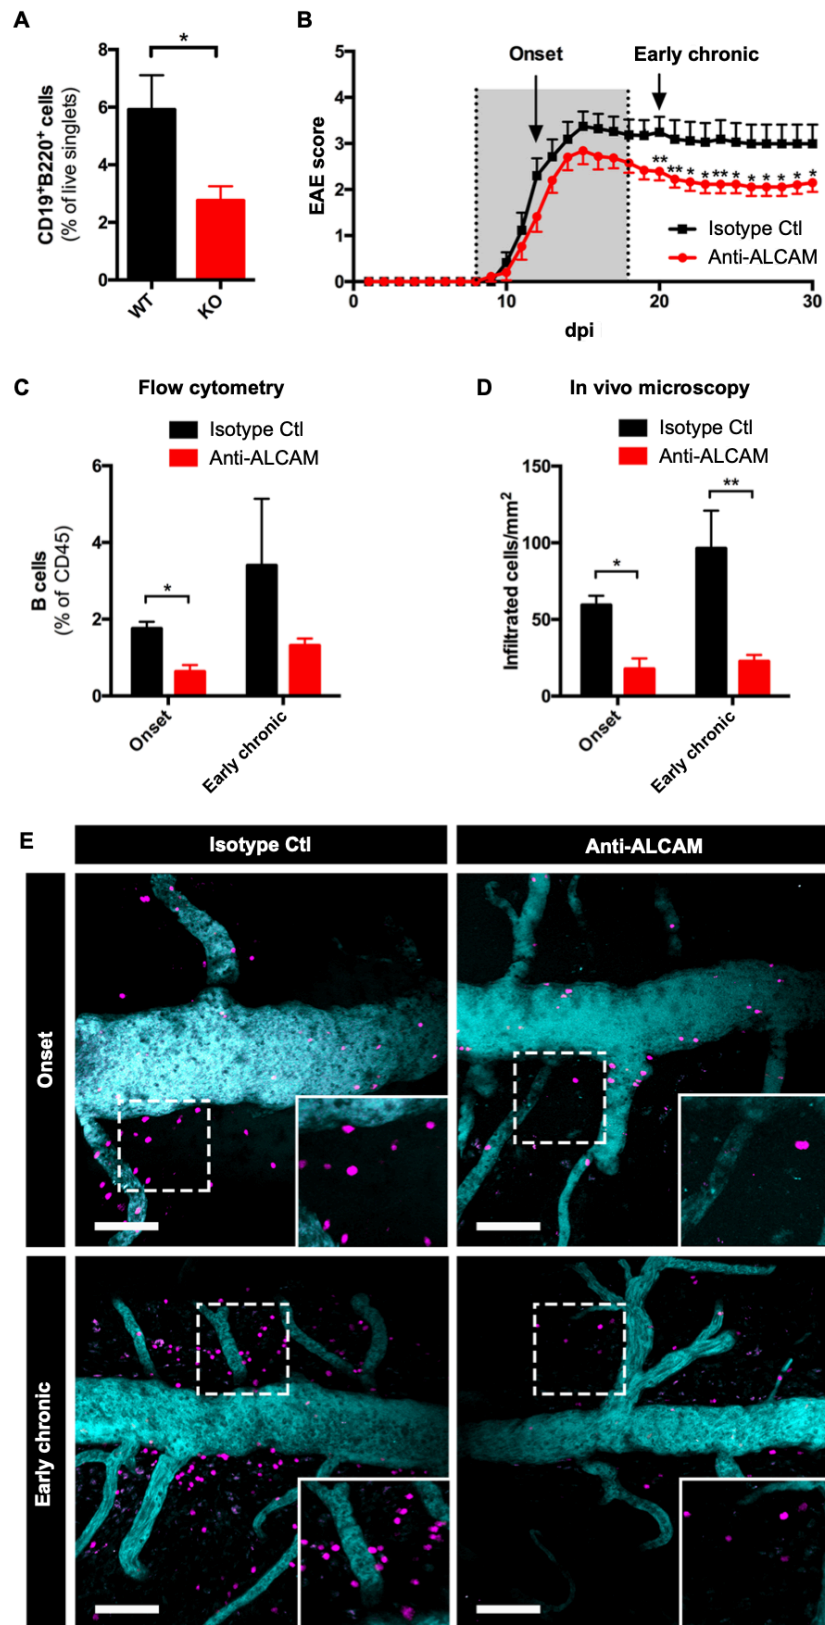 A
CD19+B220+ cells
(% of live singlets)
8
6
4
2
0
*
WT
KO
B
EAE score
5
4
3
2
1
0
Onset
Early chronic
** ** * * ** * * * * * *
Isotype Ctl
Anti-ALCAM
0
10
20
30
dpi
C
Flow cytometry
Isotype Ctl
Anti-ALCAM
B cells
(% of CD45)
6
4
2
0
*
Onset
Early chronic
D
In vivo microscopy
Isotype Ctl
Anti-ALCAM
Infiltrated cells/mm2
150
100
50
0
*
**
Onset
Early chronic
E
Isotype Ctl
Anti-ALCAM
Onset
Early chronic